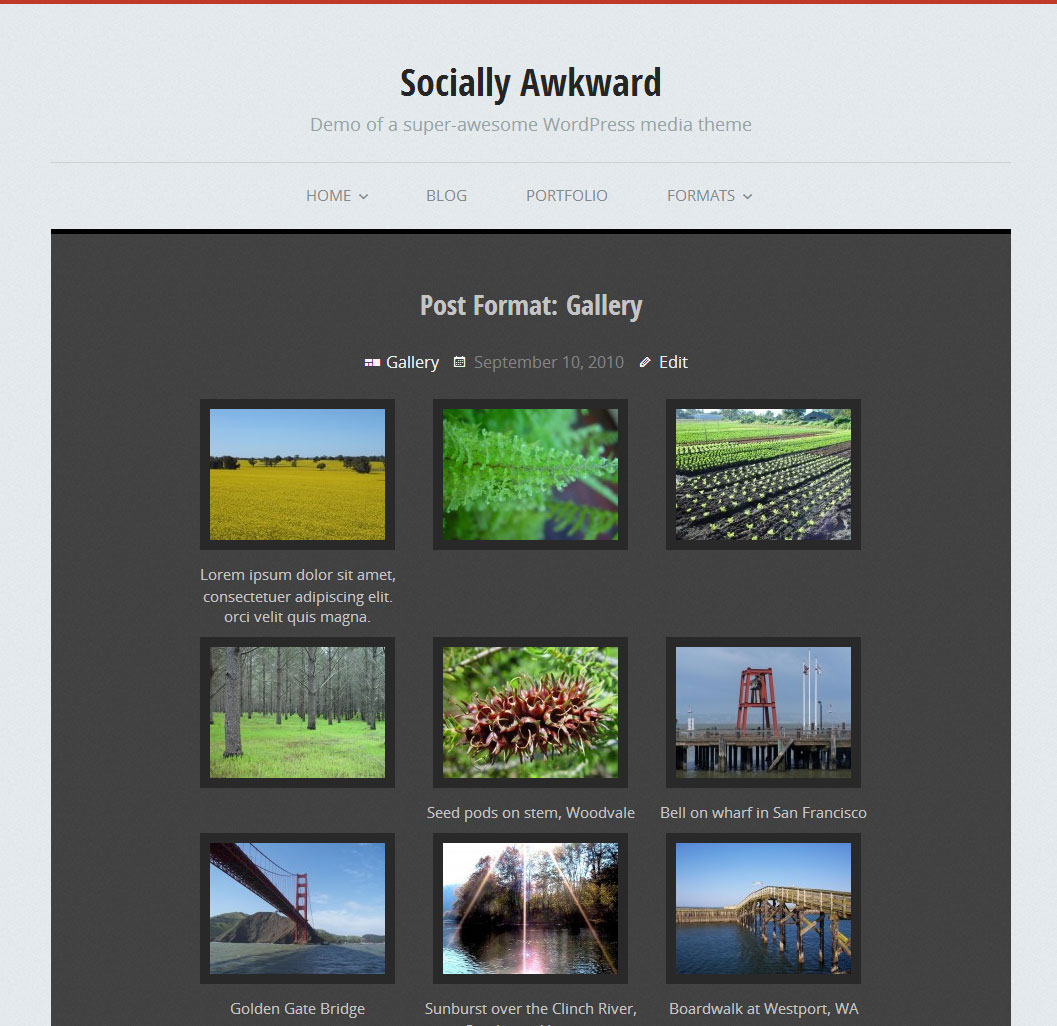 Socially Awkward
Demo of a super-awesome WordPress media theme
HOME BLOG PORTFOLIO FORMATS
Post Format: Gallery
Gallery September 10, 2010 Edit
Lorem ipsum dolor sit amet,
consectetuer adipiscing elit.
orci velit quis magna.
Seed pods on stem, Woodvale
Bell on wharf in San Francisco
Golden Gate Bridge
Sunburst over the Clinch River,
Boardwalk at Westport, WA